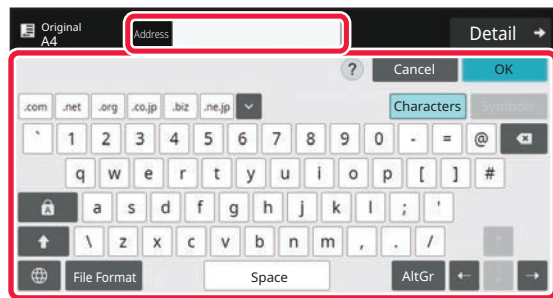 Original
A4
Address
Detail
? Cancel OK
.com .net .org .co.jp .biz .ne.jp Characters Symbols
` 1 2 3 4 5 6 7 8 9 0 - = @
q w e r t y u i o p [ ] #
A a s d f g h j k l ; '
\ z x c v b n m , . /
File Format Space AltGr ← ↓ →